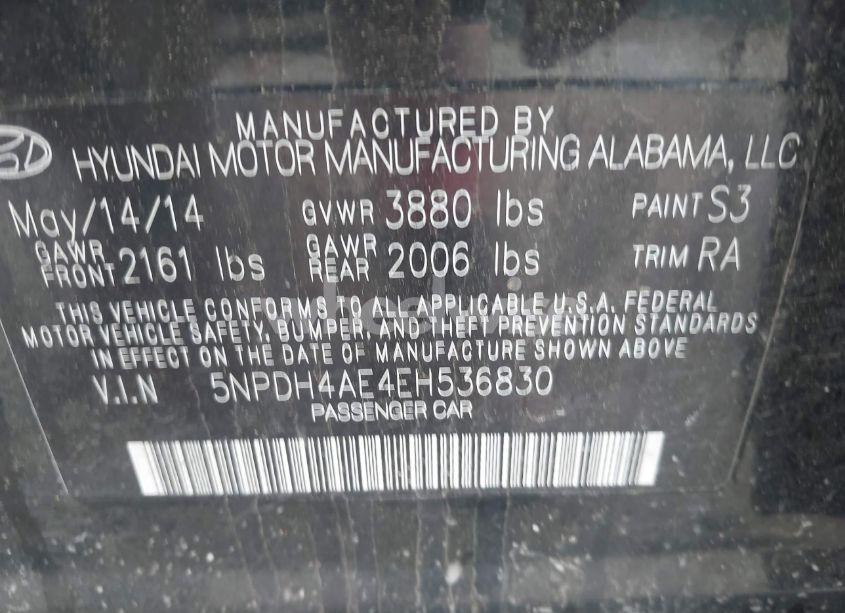 MANUFACTURED BY
HYUNDAI MOTOR MANUFACTURING ALABAMA, LLC
May/14/14 GVWR 3880 lbs PAINT S3
GAWR FRONT 2161 lbs GAWR REAR 2006 lbs TRIM RA
THIS VEHICLE CONFORMS TO ALL APPLICABLE U.S.A. FEDERAL
MOTOR VEHICLE SAFETY, BUMPER, AND THEFT PREVENTION STANDARDS
IN EFFECT ON THE DATE OF MANUFACTURE SHOWN ABOVE
V.I.N 5NPDH4AE4EH536830
PASSENGER CAR